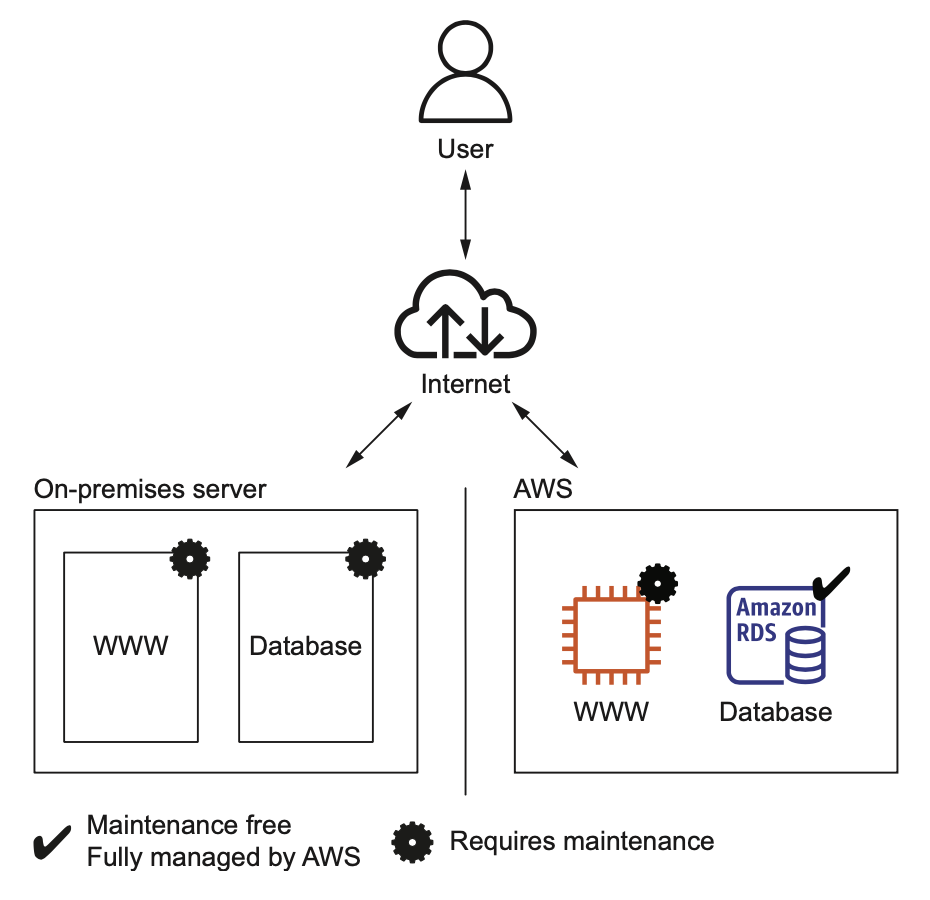 User
Internet
On-premises server
AWS
WWW
Database
Amazon
RDS
WWW
Database
Maintenance free
Fully managed by AWS
Requires maintenance